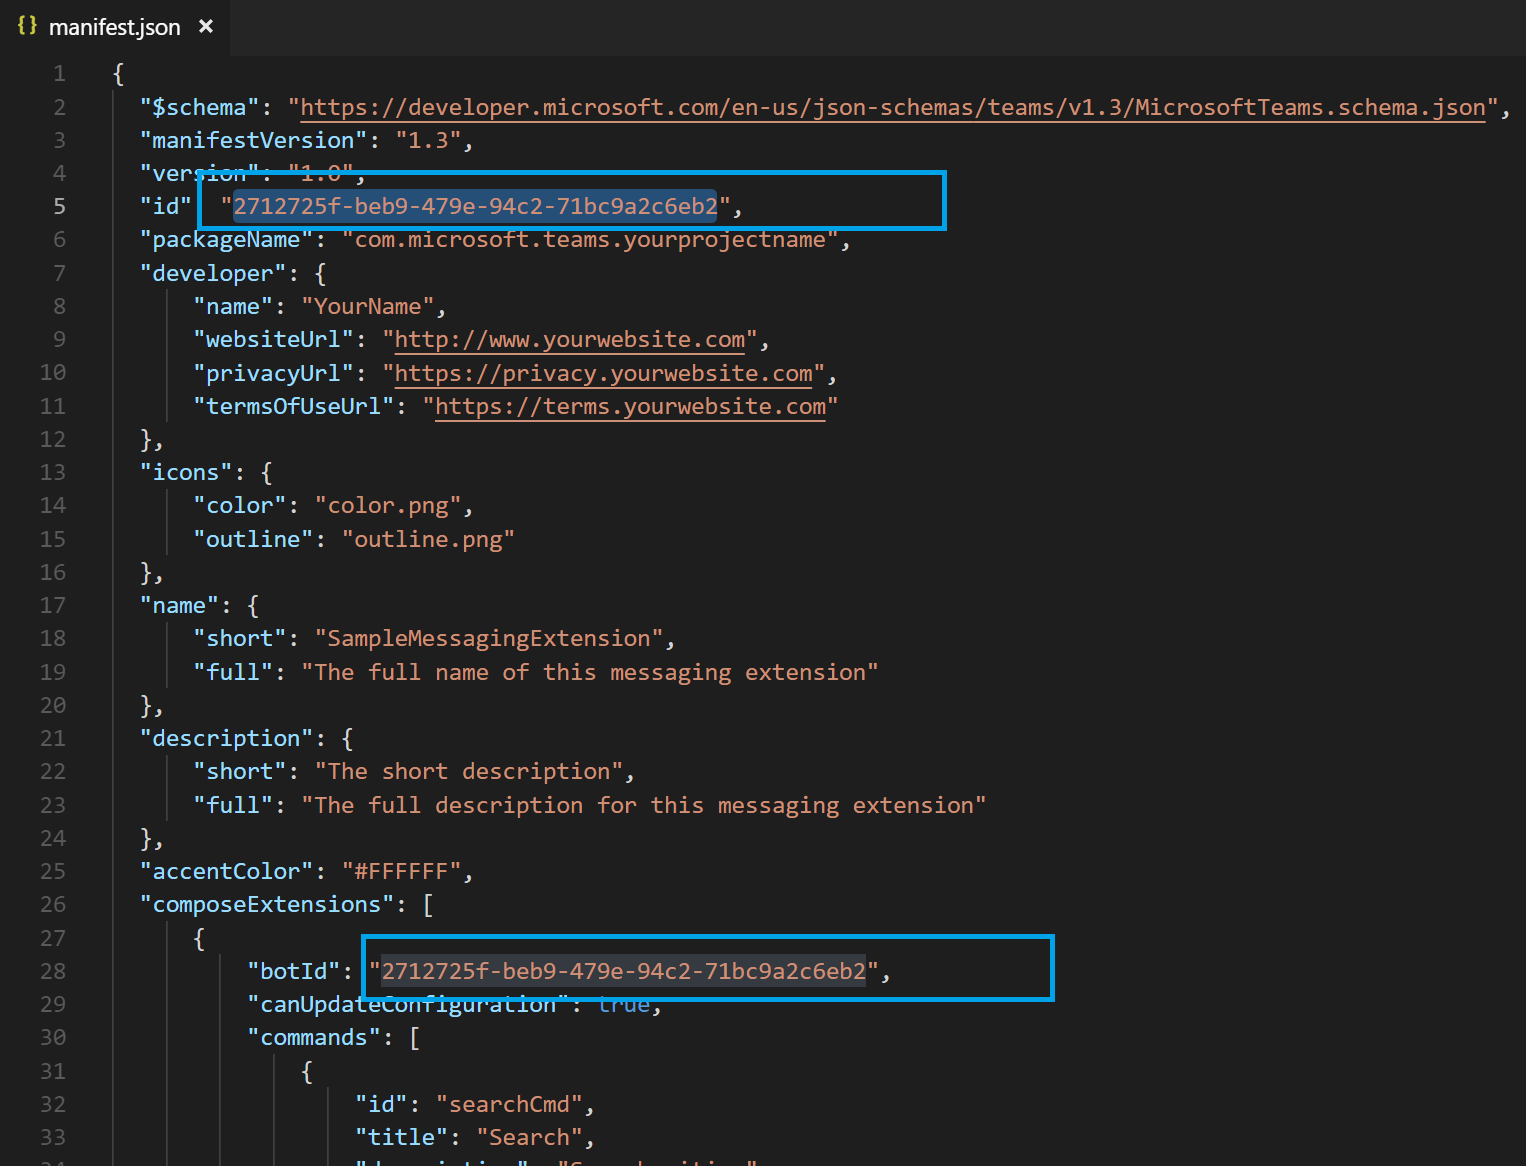 {} manifest.json ×
1 {
2 "$schema": "https://developer.microsoft.com/en-us/json-schemas/teams/v1.3/MicrosoftTeams.schema.json",
3 "manifestVersion": "1.3",
4 "version": "1.0",
5 "id" "2712725f-beb9-479e-94c2-71bc9a2c6eb2",
6 "packageName": "com.microsoft.teams.yourprojectname",
7 "developer": {
8 "name": "YourName",
9 "websiteUrl": "http://www.yourwebsite.com",
10 "privacyUrl": "https://privacy.yourwebsite.com",
11 "termsOfUseUrl": "https://terms.yourwebsite.com"
12 },
13 "icons": {
14 "color": "color.png",
15 "outline": "outline.png"
16 },
17 "name": {
18 "short": "SampleMessagingExtension",
19 "full": "The full name of this messaging extension"
20 },
21 "description": {
22 "short": "The short description",
23 "full": "The full description for this messaging extension"
24 },
25 "accentColor": "#FFFFFF",
26 "composeExtensions": [
27 {
28 "botId": "2712725f-beb9-479e-94c2-71bc9a2c6eb2",
29 "canUpdateConfiguration": true,
30 "commands": [
31 {
32 "id": "searchCmd",
33 "title": "Search",